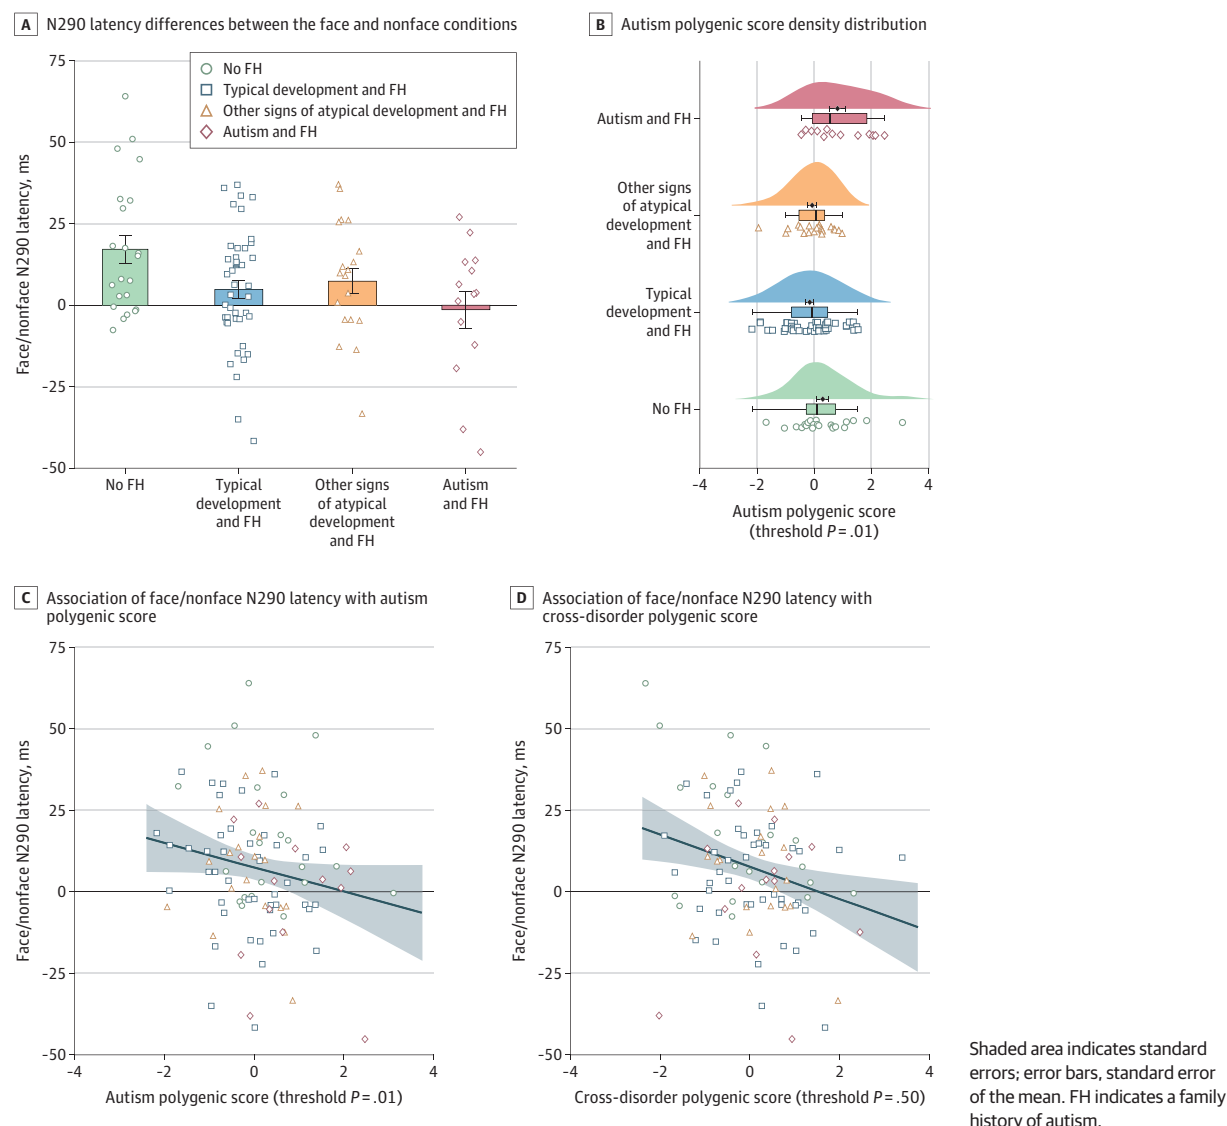 A N290 latency differences between the face and nonface conditions
75
50
25
0
-25
-50
Face/nonface N290 latency, ms
No FH
Typical development and FH
Other signs of atypical development and FH
Autism and FH
No FH
Typical
development
and FH
Other signs
of atypical
development
and FH
Autism
and FH
B Autism polygenic score density distribution
Autism and FH
Other signs
of atypical
development
and FH
Typical
development
and FH
No FH
-4 -2 0 2 4
Autism polygenic score
(threshold P = .01)
C Association of face/nonface N290 latency with autism
polygenic score
75
50
25
0
-25
-50
Face/nonface N290 latency, ms
-4 -2 0 2 4
Autism polygenic score (threshold P = .01)
D Association of face/nonface N290 latency with
cross-disorder polygenic score
75
50
25
0
-25
-50
Face/nonface N290 latency, ms
-4 -2 0 2 4
Cross-disorder polygenic score (threshold P = .50)
Shaded area indicates standard
errors; error bars, standard error
of the mean. FH indicates a family
history of autism.